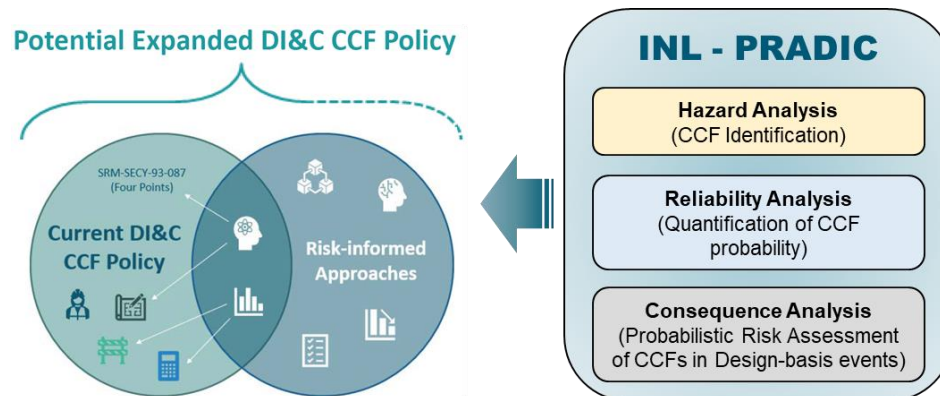 Potential Expanded DI&C CCF Policy
SRM-SECY-93-087
(Four Points)
Current DI&C
CCF Policy
Risk-informed
Approaches
INL - PRADIC
Hazard Analysis
(CCF Identification)
Reliability Analysis
(Quantification of CCF
probability)
Consequence Analysis
(Probabilistic Risk Assessment
of CCFs in Design-basis events)